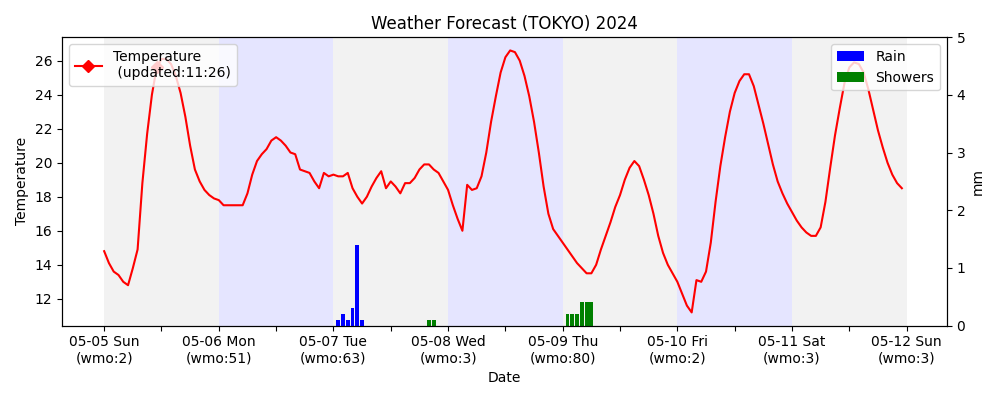 Weather Forecast (TOKYO) 2024
Temperature
(updated:11:26)
Rain
Showers
Temperature
26
24
22
20
18
16
14
12
5
4
3
2
1
0
mm
05-05 Sun
(wmo:2)
05-06 Mon
(wmo:51)
05-07 Tue
(wmo:63)
05-08 Wed
(wmo:3)
05-09 Thu
(wmo:80)
05-10 Fri
(wmo:2)
05-11 Sat
(wmo:3)
05-12 Sun
(wmo:3)
Date